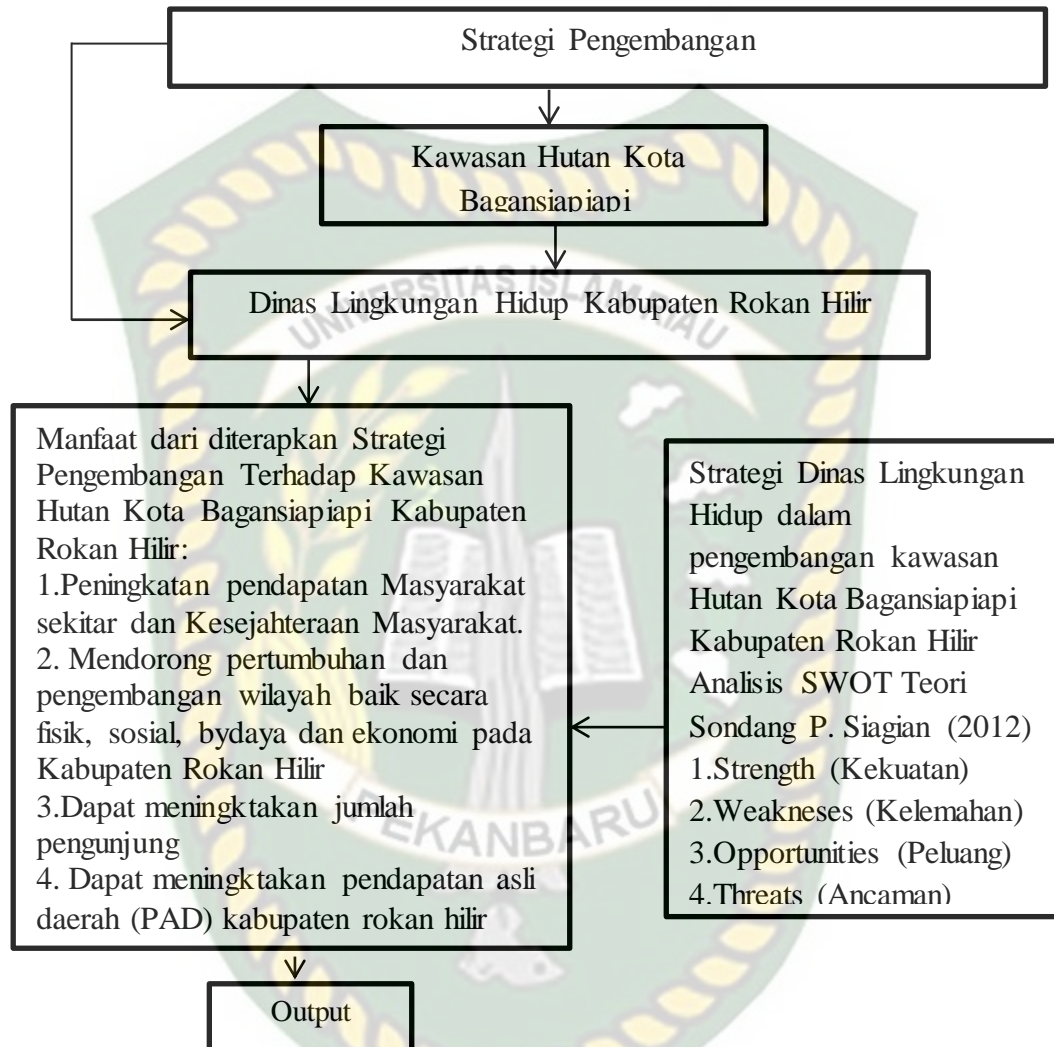 Strategi Pengembangan
Kawasan Hutan Kota
Bagansiapiapi
Dinas Lingkungan Hidup Kabupaten Rokan Hilir
UNIVERSITAS ISLAM RIAU
Manfaat dari diterapkan Strategi
Pengembangan Terhadap Kawasan
Hutan Kota Bagansiapiapi Kabupaten
Rokan Hilir:
1.Peningkatan pendapatan Masyarakat
sekitar dan Kesejahteraan Masyarakat.
2. Mendorong pertumbuhan dan
pengembangan wilayah baik secara
fisik, sosial, bydaya dan ekonomi pada
Kabupaten Rokan Hilir
3.Dapat meningktakan jumlah
pengunjung
4. Dapat meningktakan pendapatan asli
daerah (PAD) kabupaten rokan hilir
Strategi Dinas Lingkungan
Hidup dalam
pengembangan kawasan
Hutan Kota Bagansiapiapi
Kabupaten Rokan Hilir
Analisis SWOT Teori
Sondang P. Siagian (2012)
1.Strength (Kekuatan)
2.Weakneses (Kelemahan)
3.Opportunities (Peluang)
4.Threats (Ancaman)
PEKANBARU
Output